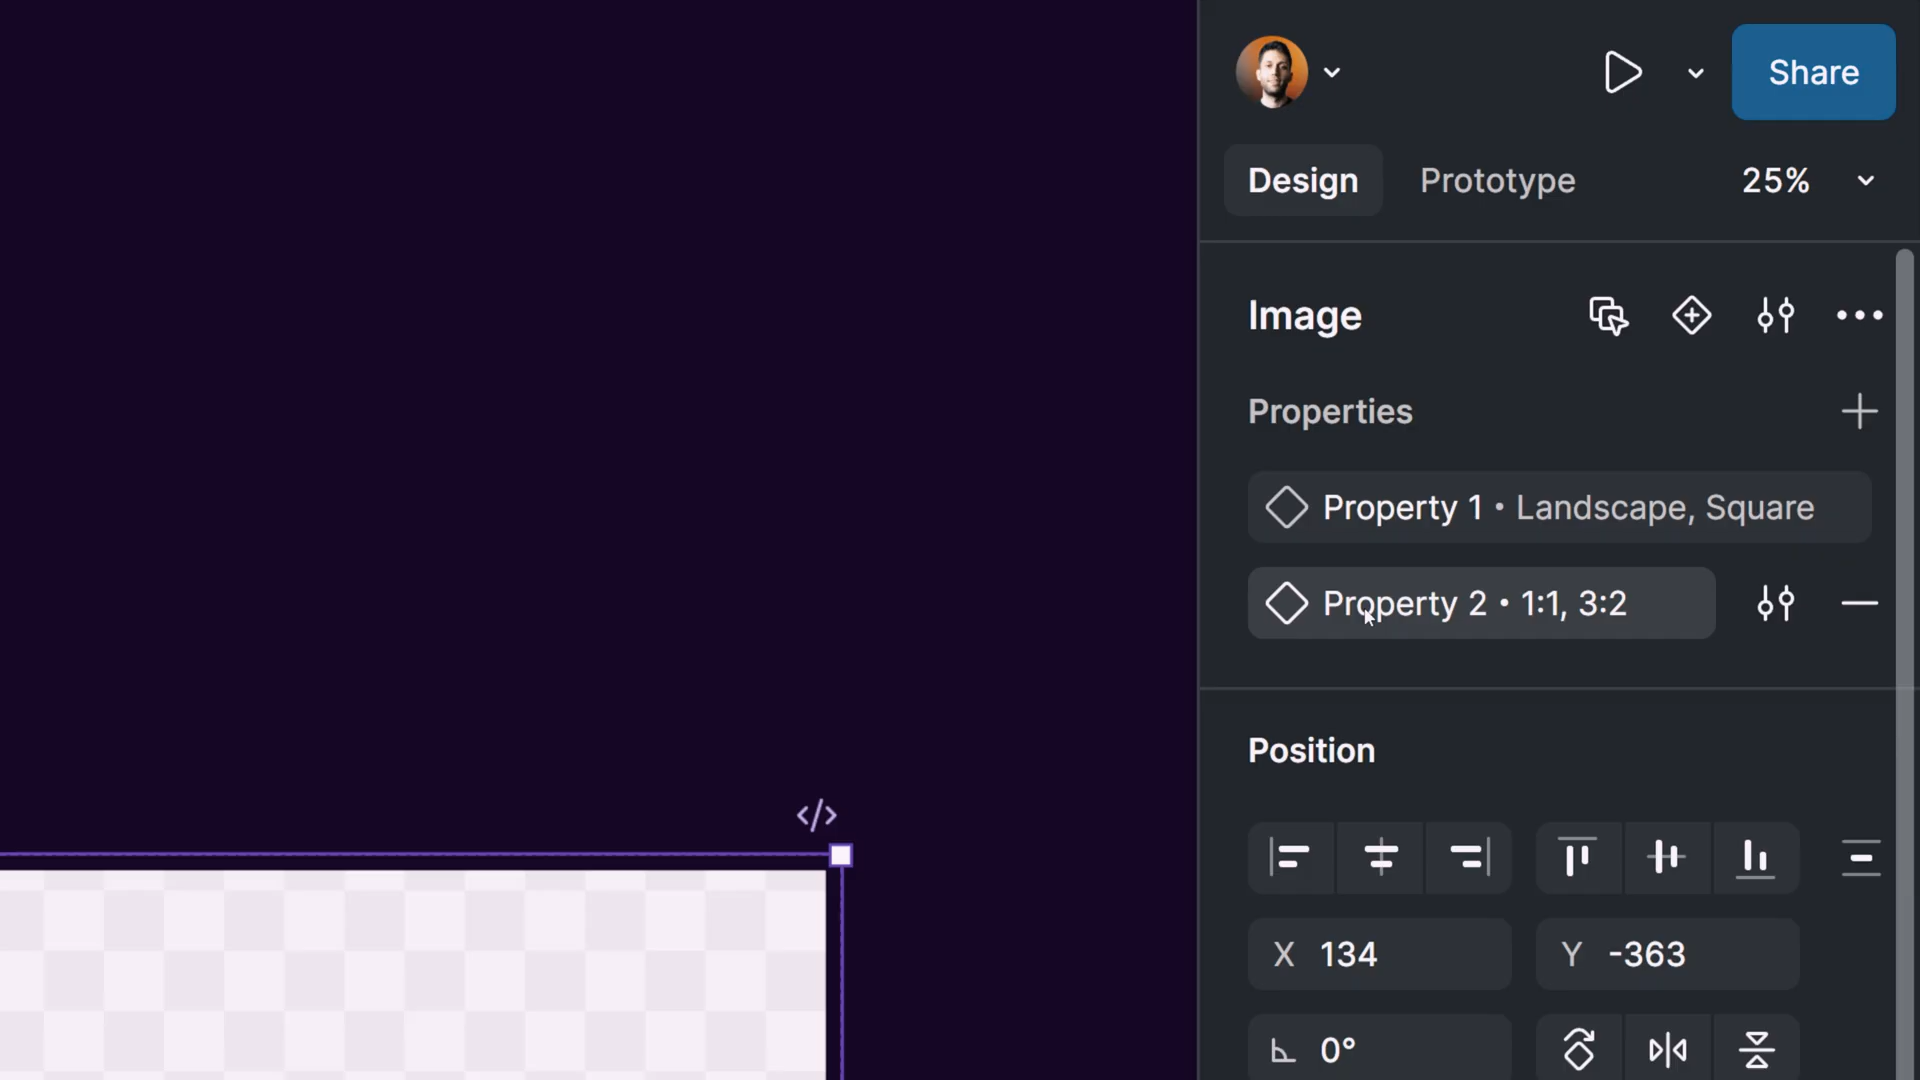 Share
Design Prototype 25%
Image
Properties
Property 1 • Landscape, Square
Property 2 • 1:1, 3:2
Position
X 134 Y -363
0°